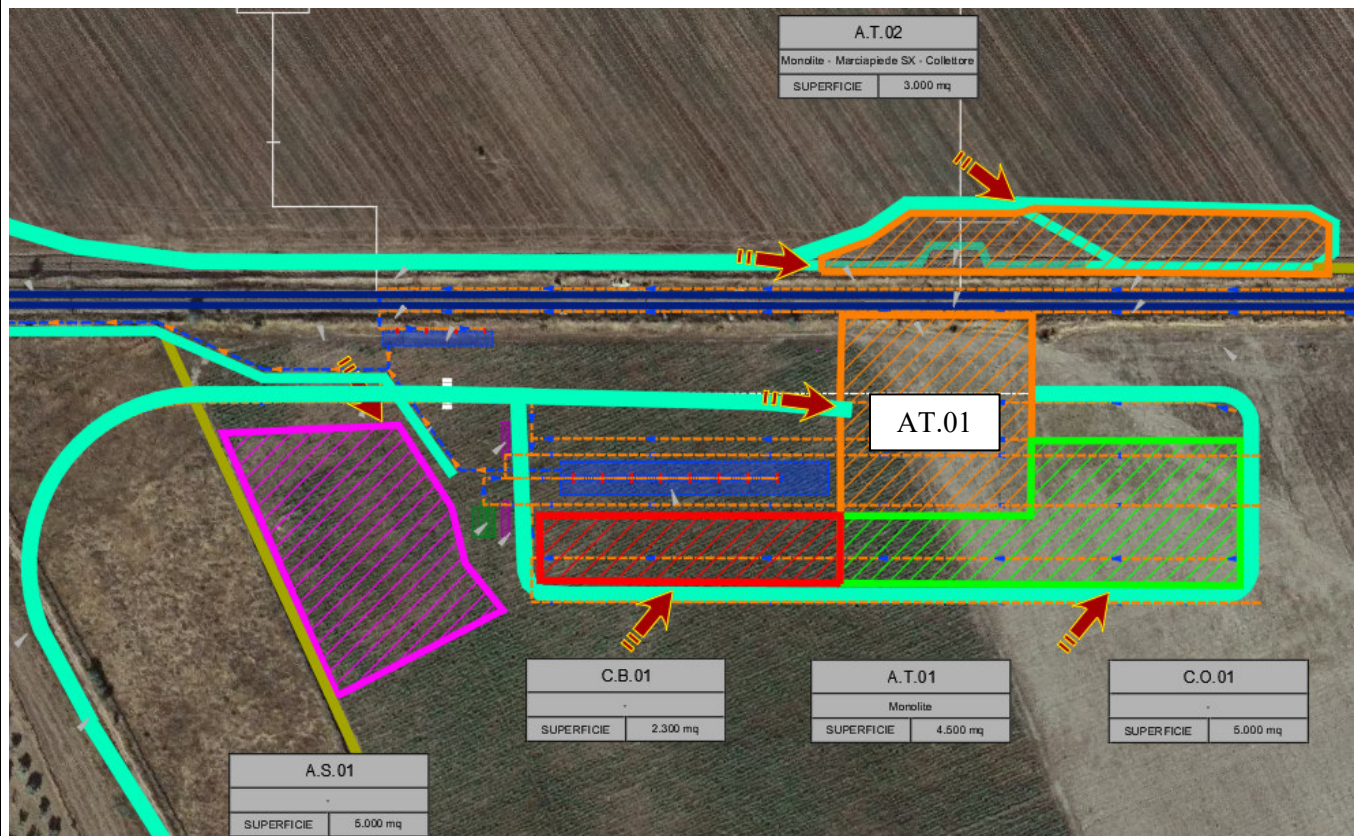 A.T.02
Monolite - Marciapiede SX - Collettore
SUPERFICIE 3.000 mq
AT.01
C.B.01
-
SUPERFICIE 2.300 mq
A.T.01
Monolite
SUPERFICIE 4.500 mq
C.O.01
-
SUPERFICIE 5.000 mq
A.S.01
-
SUPERFICIE 5.000 mq